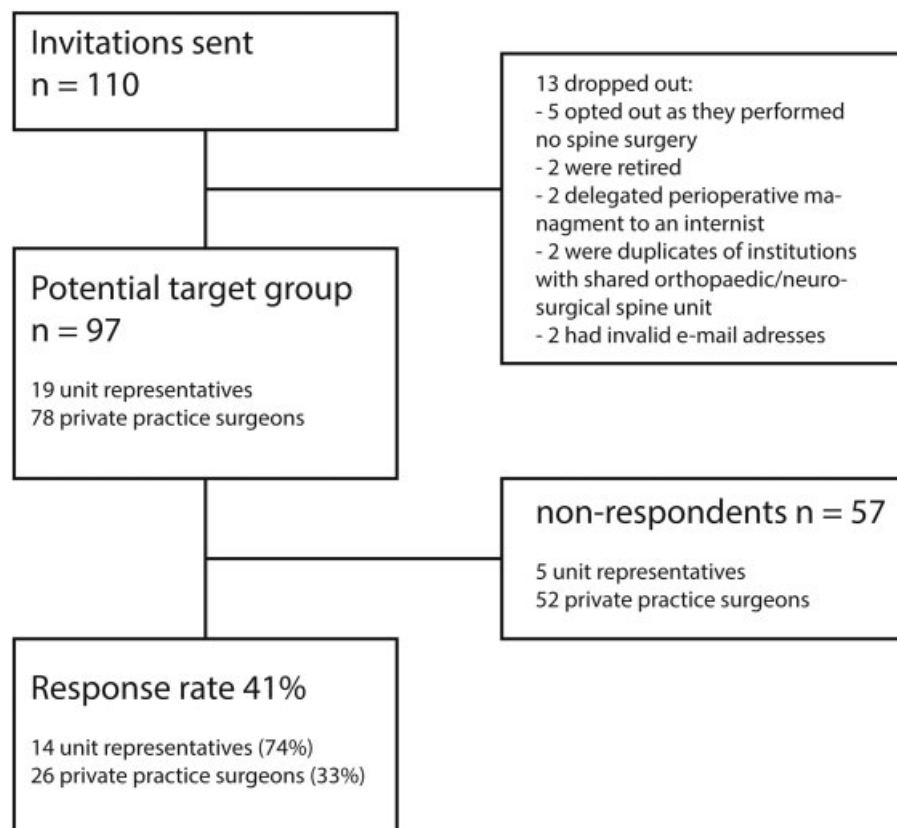 Invitations sent
n = 110
13 dropped out:
- 5 opted out as they performed
no spine surgery
- 2 were retired
- 2 delegated perioperative ma-
nagment to an internist
- 2 were duplicates of institutions
with shared orthopaedic/neuro-
surgical spine unit
- 2 had invalid e-mail adresses
Potential target group
n = 97
19 unit representatives
78 private practice surgeons
non-respondents n = 57
5 unit representatives
52 private practice surgeons
Response rate 41%
14 unit representatives (74%)
26 private practice surgeons (33%)